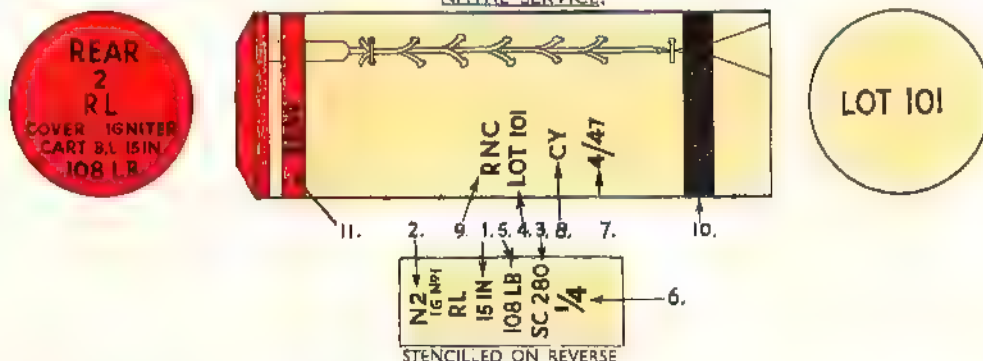 REAR
2
RL
COVER IGNITER
CART B.L 15IN
108 LB
RNC
LOT 101
CY
4/47
LOT 101
11. 2. 9. 1. 5. 4. 3. 8. 7. 10.
N2
IG Nº1
RL
15 IN
108 LB
SC 280
1/4
6.
STENCILLED ON REVERSE